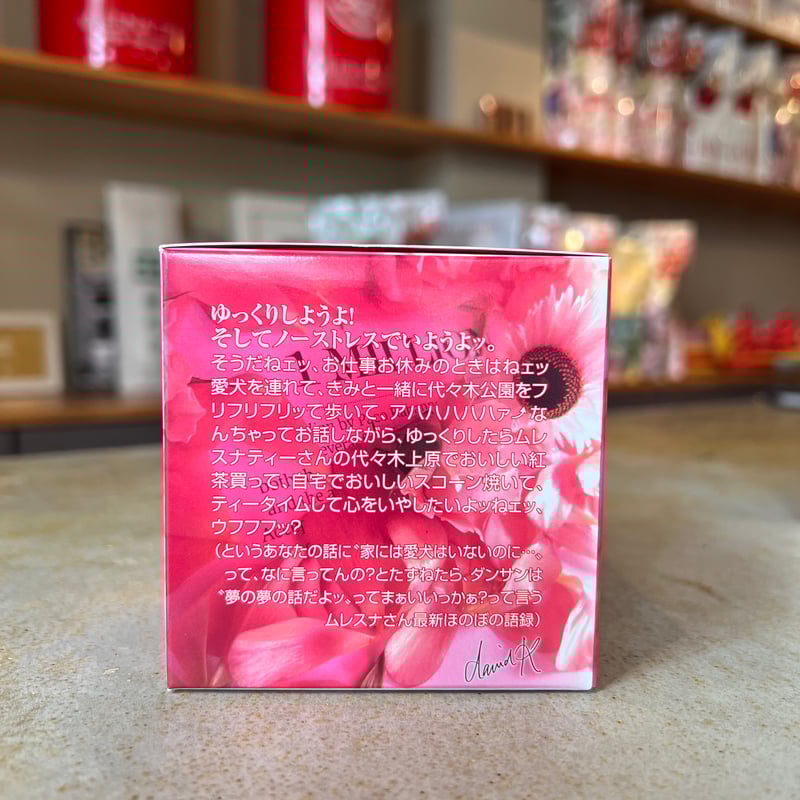 ゆっくりしようよ!
そしてノーストレスでいようよッ。
そうだねェッ、お仕事お休みのときはねェッ
愛犬を連れて、きみと一緒に代々木公園をフ
リフリフリッて歩いて、アハハハハハァ⤴な
んちゃってお話しながら、ゆっくりしたらムレ
スナティーさんの代々木上原でおいしい紅
茶買って、自宅でおいしいスコーン焼いて、
ティータイムして心をいやしたいよッねェッ、
ウフフフッ?
(というあなたの話に〝家には愛犬はいないのに…〟
って、なに言ってんの?とたずねたら、ダンサンは
〝夢の夢の話だよッ〟ってまぁいいっかぁ?って言う
ムレスナさん最新ほのぼの語録)
david K